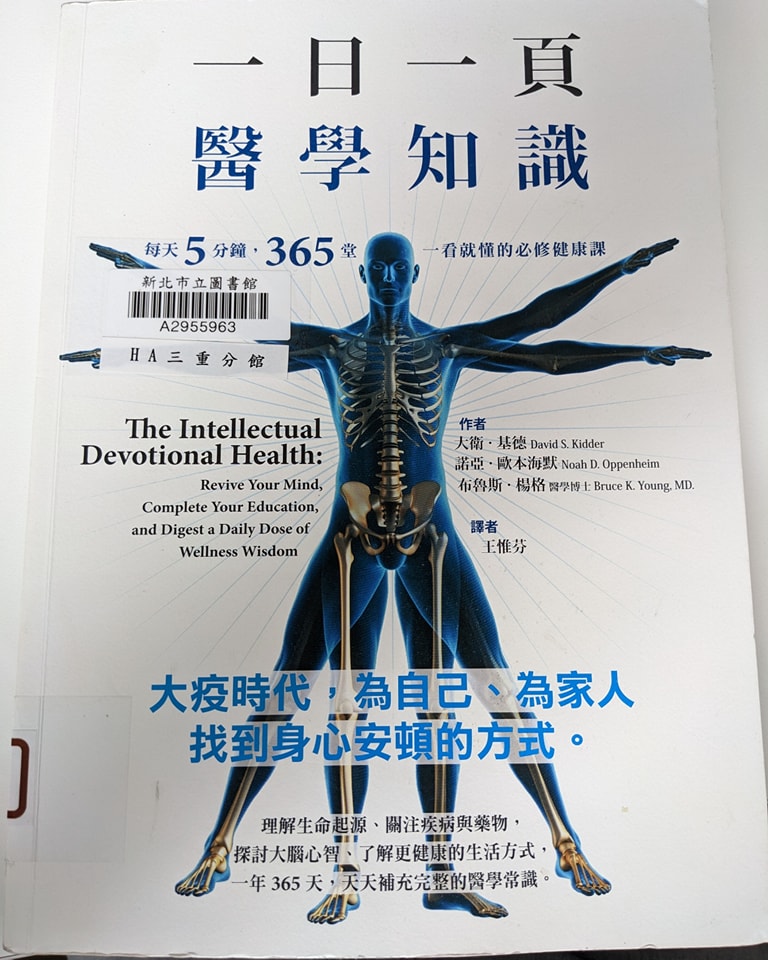 一日一頁
醫學知識
每天5分鐘，365堂 一看就懂的必修健康課
新北市立圖書館
A2955963
HA三重分館
The Intellectual
Devotional Health:
Revive Your Mind,
Complete Your Education,
and Digest a Daily Dose of
Wellness Wisdom
作者
大衛·基德 David S. Kidder
諾亞·歐本海默 Noah D. Oppenheim
布魯斯·楊格 醫學博士 Bruce K. Young, MD.
譯者
王惟芬
大疫時代，為自己、為家人
找到身心安頓的方式。
理解生命起源、關注疾病與藥物，
探討大腦心智、了解更健康的生活方式，
一年365天，天天補充完整的醫學常識。